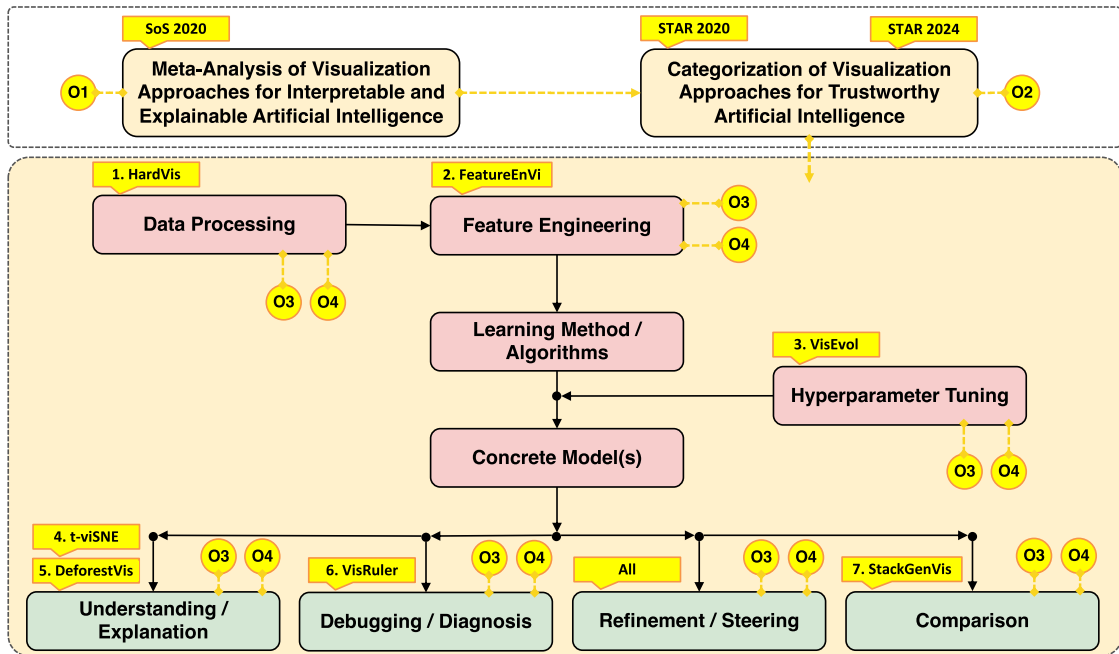 SoS 2020
STAR 2020
STAR 2024
O1
Meta-Analysis of Visualization
Approaches for Interpretable and
Explainable Artificial Intelligence
Categorization of Visualization
Approaches for Trustworthy
Artificial Intelligence
O2
1. HardVis
2. FeatureEnVi
Data Processing
Feature Engineering
O3
O4
O3
O4
Learning Method /
Algorithms
3. VisEvol
Hyperparameter Tuning
Concrete Model(s)
O3
O4
4. t-viSNE
5. DeforestVis
O3
O4
6. VisRuler
O3
O4
All
O3
O4
7. StackGenVis
O3
O4
Understanding /
Explanation
Debugging / Diagnosis
Refinement / Steering
Comparison